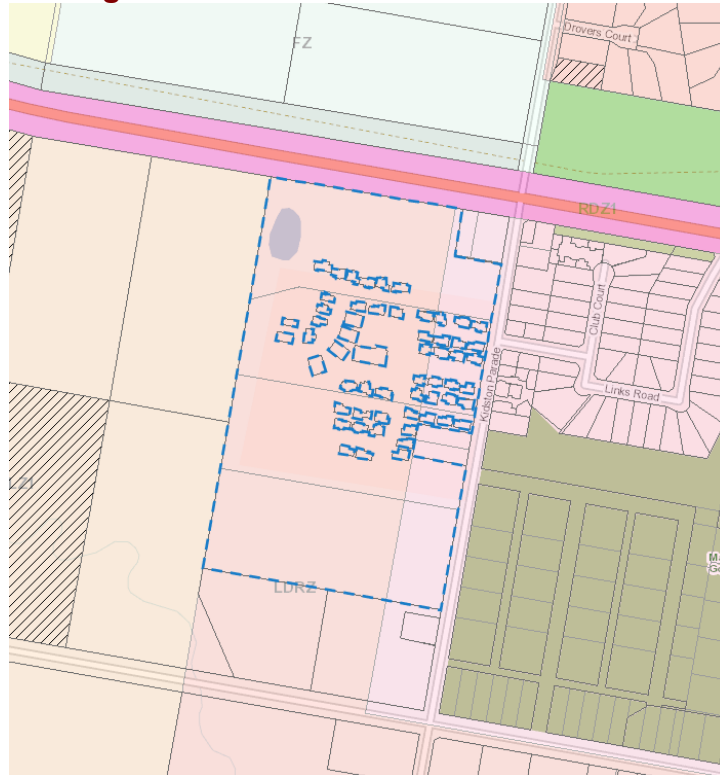 FZ
Drovers Court
RDZ1
Club Court
Kidston Parade
Links Road
LDRZ